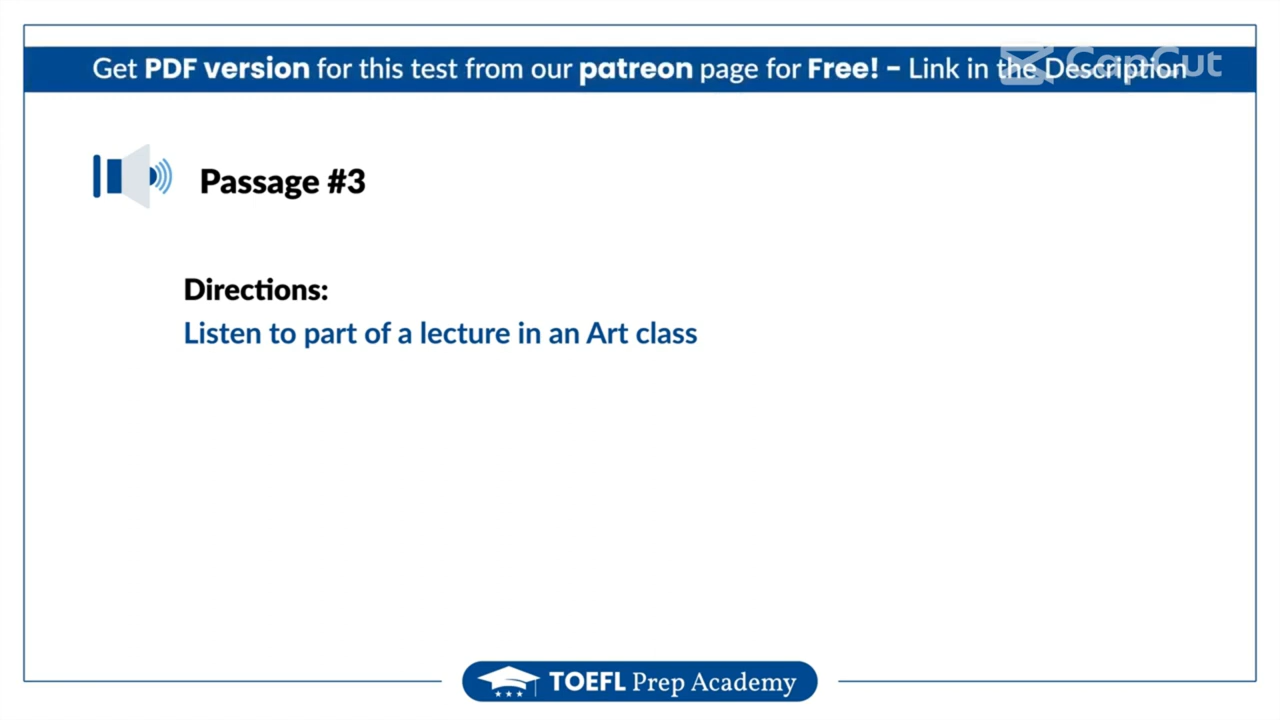 Get PDF version for this test from our patreon page for Free! – Link in the Description
CapCut
Passage #3
Directions:
Listen to part of a lecture in an Art class
TOEFL Prep Academy